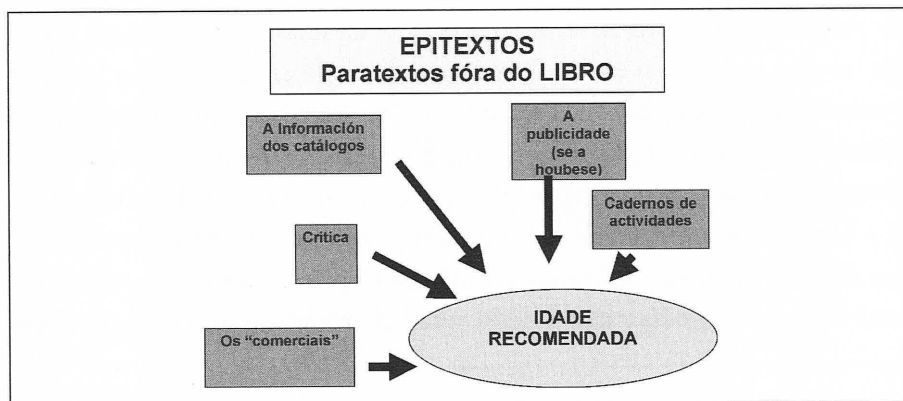 EPITEXTOS
Paratextos fóra do LIBRO
A información
dos catálogos
A
publicidade
(se a
houbese)
Cadernos de
actividades
Crítica
IDADE
RECOMENDADA
Os “comerciais”